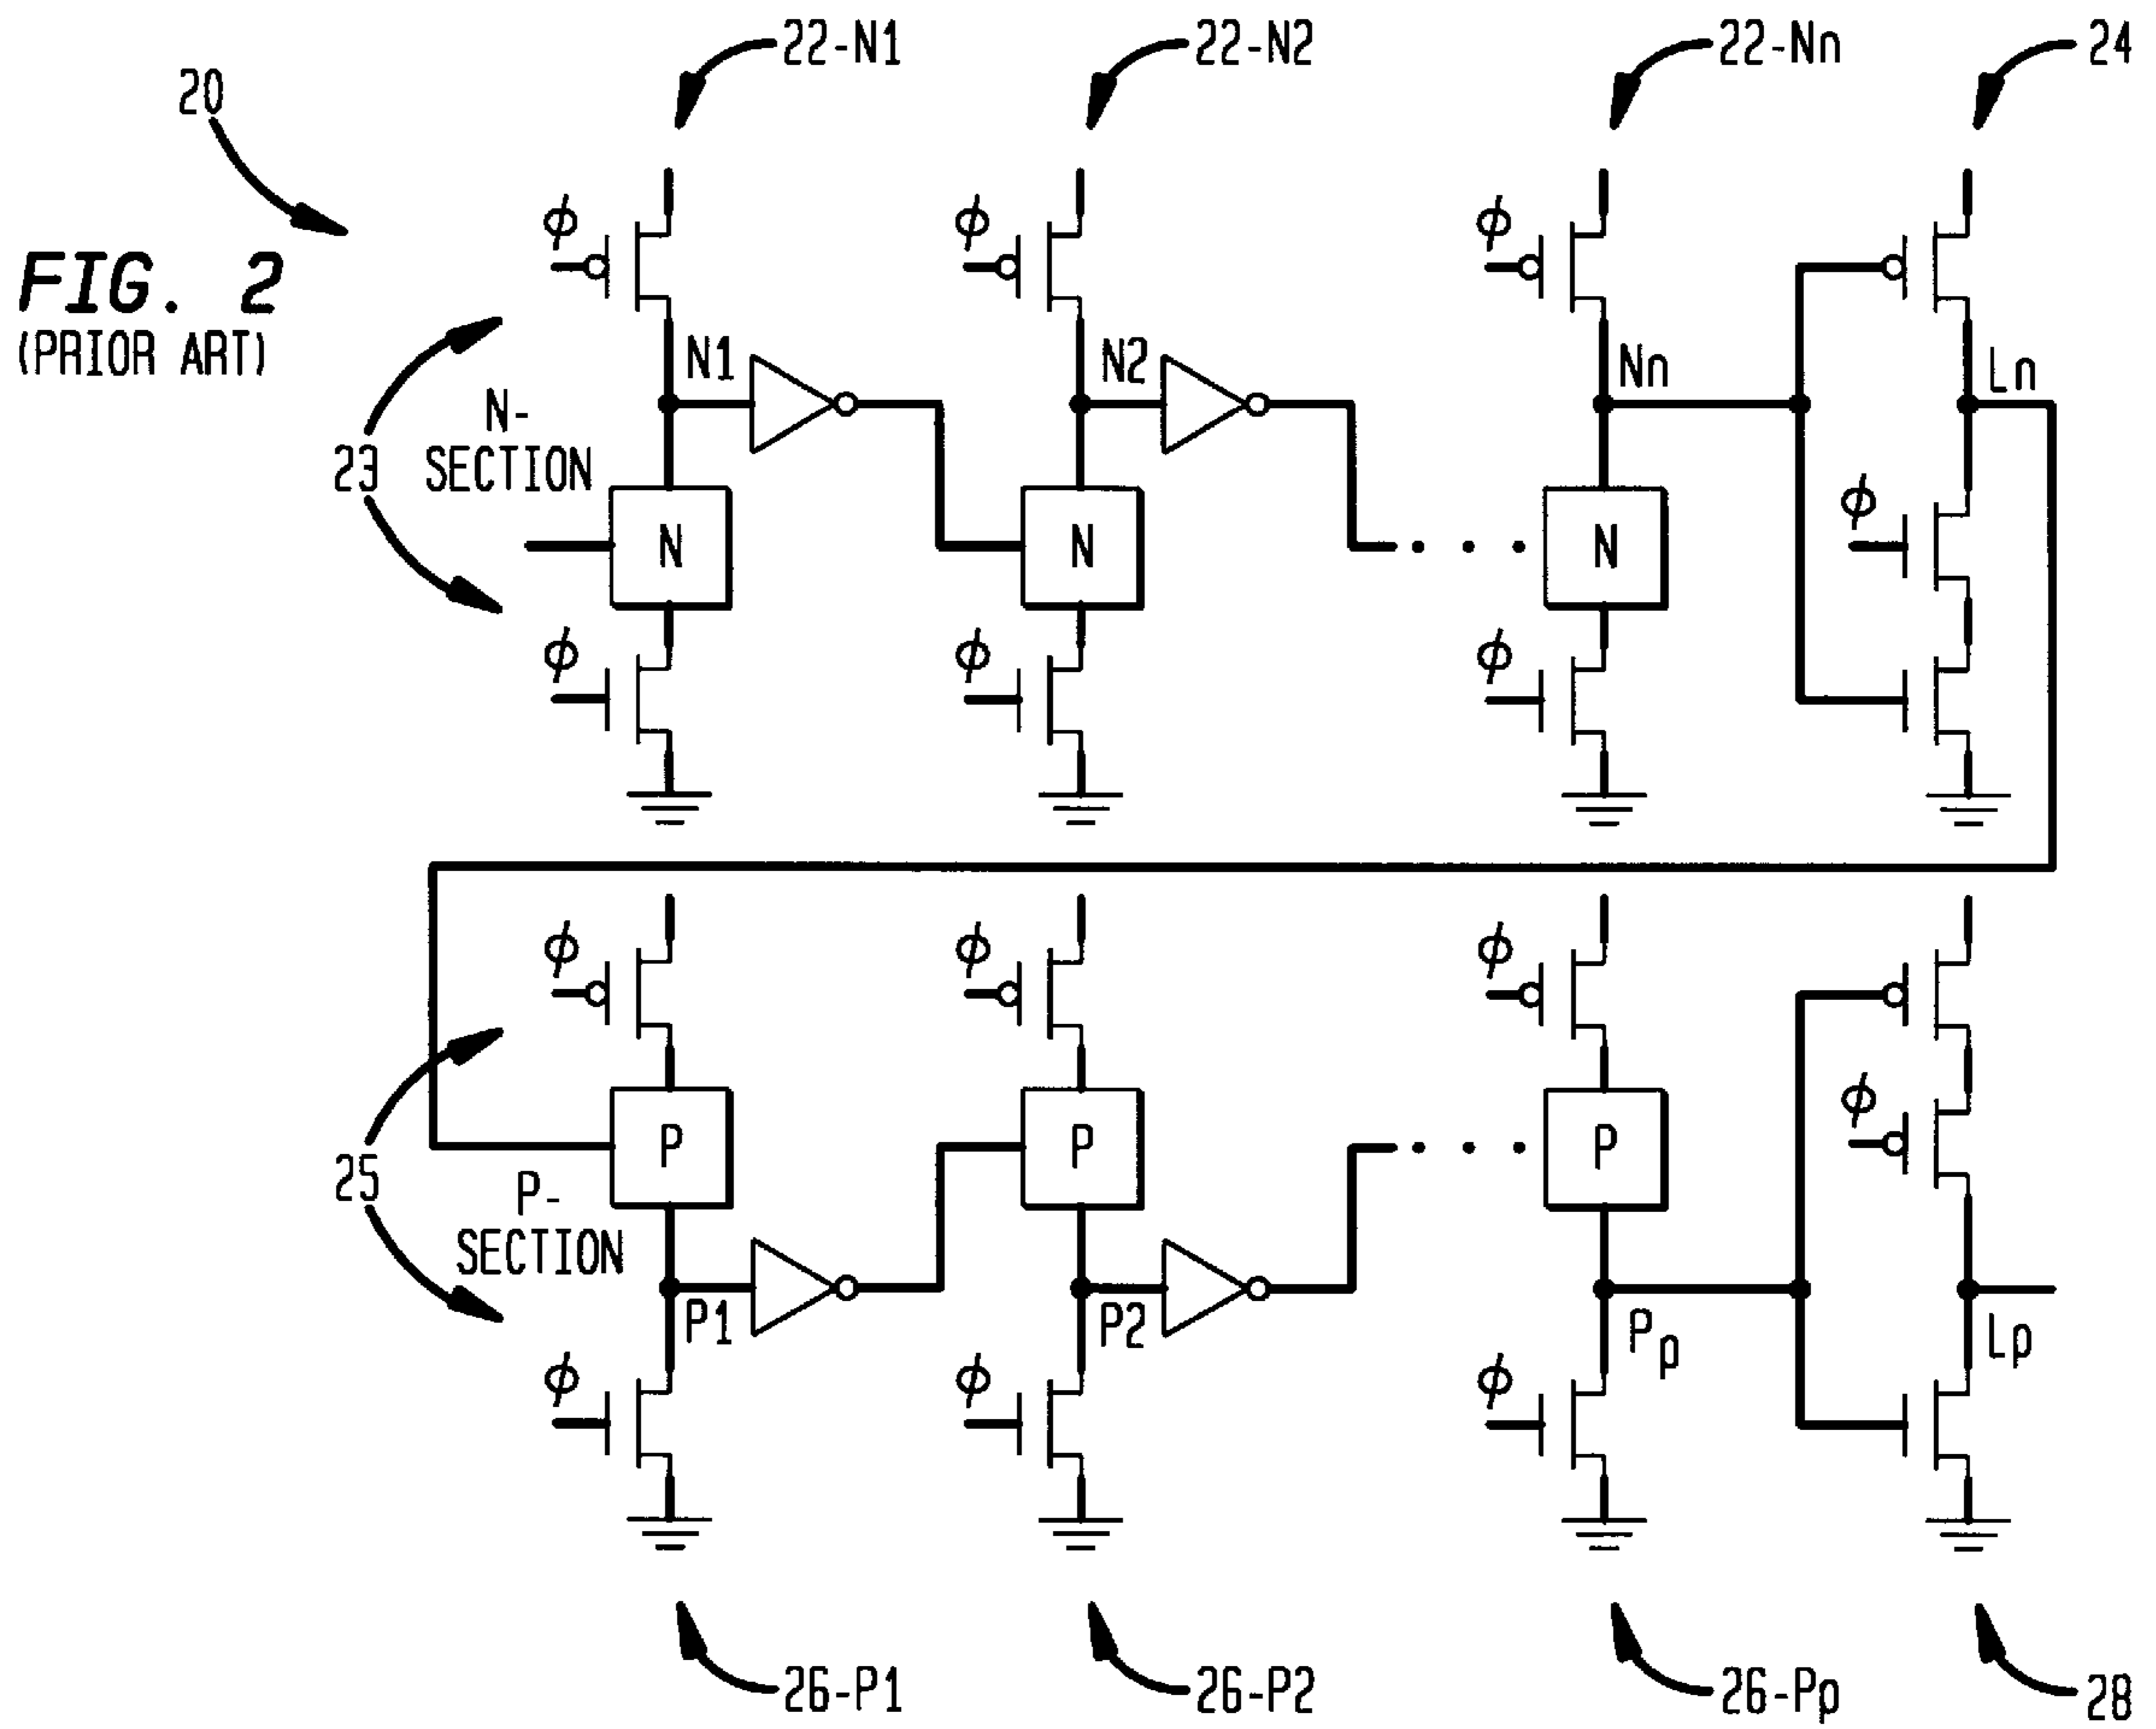 22-N1
22-N2
22-Nn
24
20
ϕ
ϕ
ϕ
FIG. 2
(PRIOR ART)
N1
N2
Nn
Ln
N-
SECTION
23
ϕ
N
N
N
ϕ
ϕ
ϕ
ϕ
ϕ
ϕ
ϕ
P
P
P
25
P-
SECTION
P1
P2
Pp
Lp
ϕ
ϕ
ϕ
26-P1
26-P2
26-Pp
28